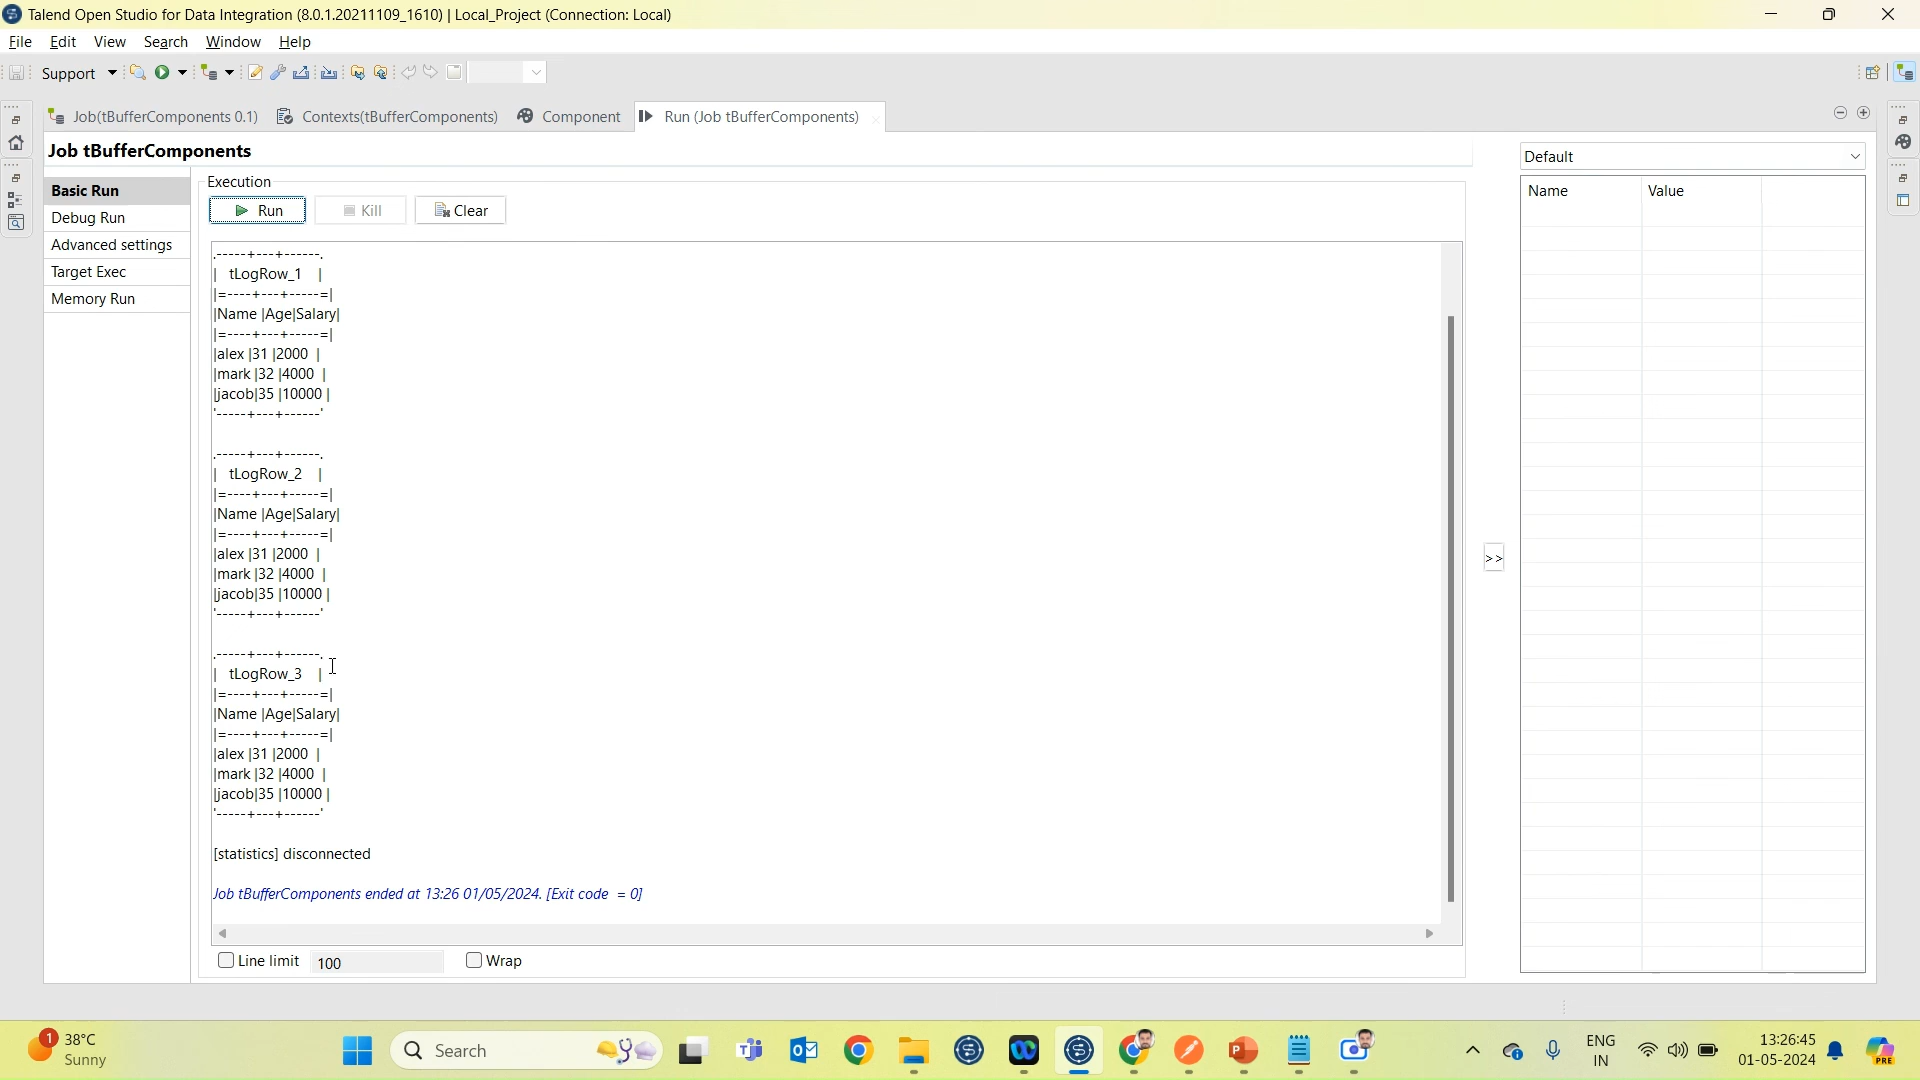 Talend Open Studio for Data Integration (8.0.1.20211109_1610) | Local_Project (Connection: Local)
File Edit View Search Window Help
Support
Job(tBufferComponents 0.1) Contexts(tBufferComponents) Component Run (Job tBufferComponents)
Job tBufferComponents
Default
Basic Run
Debug Run
Advanced settings
Target Exec
Memory Run
Execution
Run Kill Clear
Name Value
.-----+---+------.
| tLogRow_1 |
|=----+---+-----=|
|Name |Age|Salary|
|=----+---+-----=|
|alex |31 |2000 |
|mark |32 |4000 |
|jacob|35 |10000 |
'-----+---+------'
.-----+---+------.
| tLogRow_2 |
|=----+---+-----=|
|Name |Age|Salary|
|=----+---+-----=|
|alex |31 |2000 |
|mark |32 |4000 |
|jacob|35 |10000 |
'-----+---+------'
.-----+---+------.
| tLogRow_3 |
|=----+---+-----=|
|Name |Age|Salary|
|=----+---+-----=|
|alex |31 |2000 |
|mark |32 |4000 |
|jacob|35 |10000 |
'-----+---+------'
[statistics] disconnected
Job tBufferComponents ended at 13:26 01/05/2024. [Exit code = 0]
>>
Line limit 100 Wrap
1 38°C
Sunny
Search
ENG
IN
13:26:45
01-05-2024
PRE